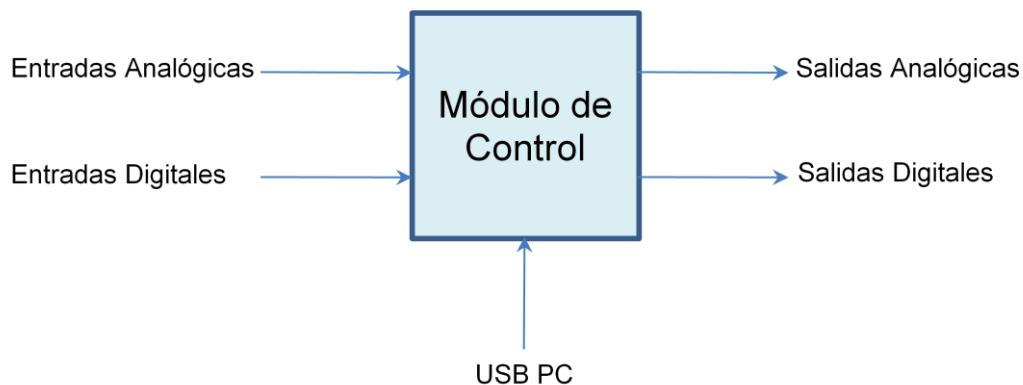 Entradas Analógicas
Salidas Analógicas
Módulo de
Control
Entradas Digitales
Salidas Digitales
USB PC